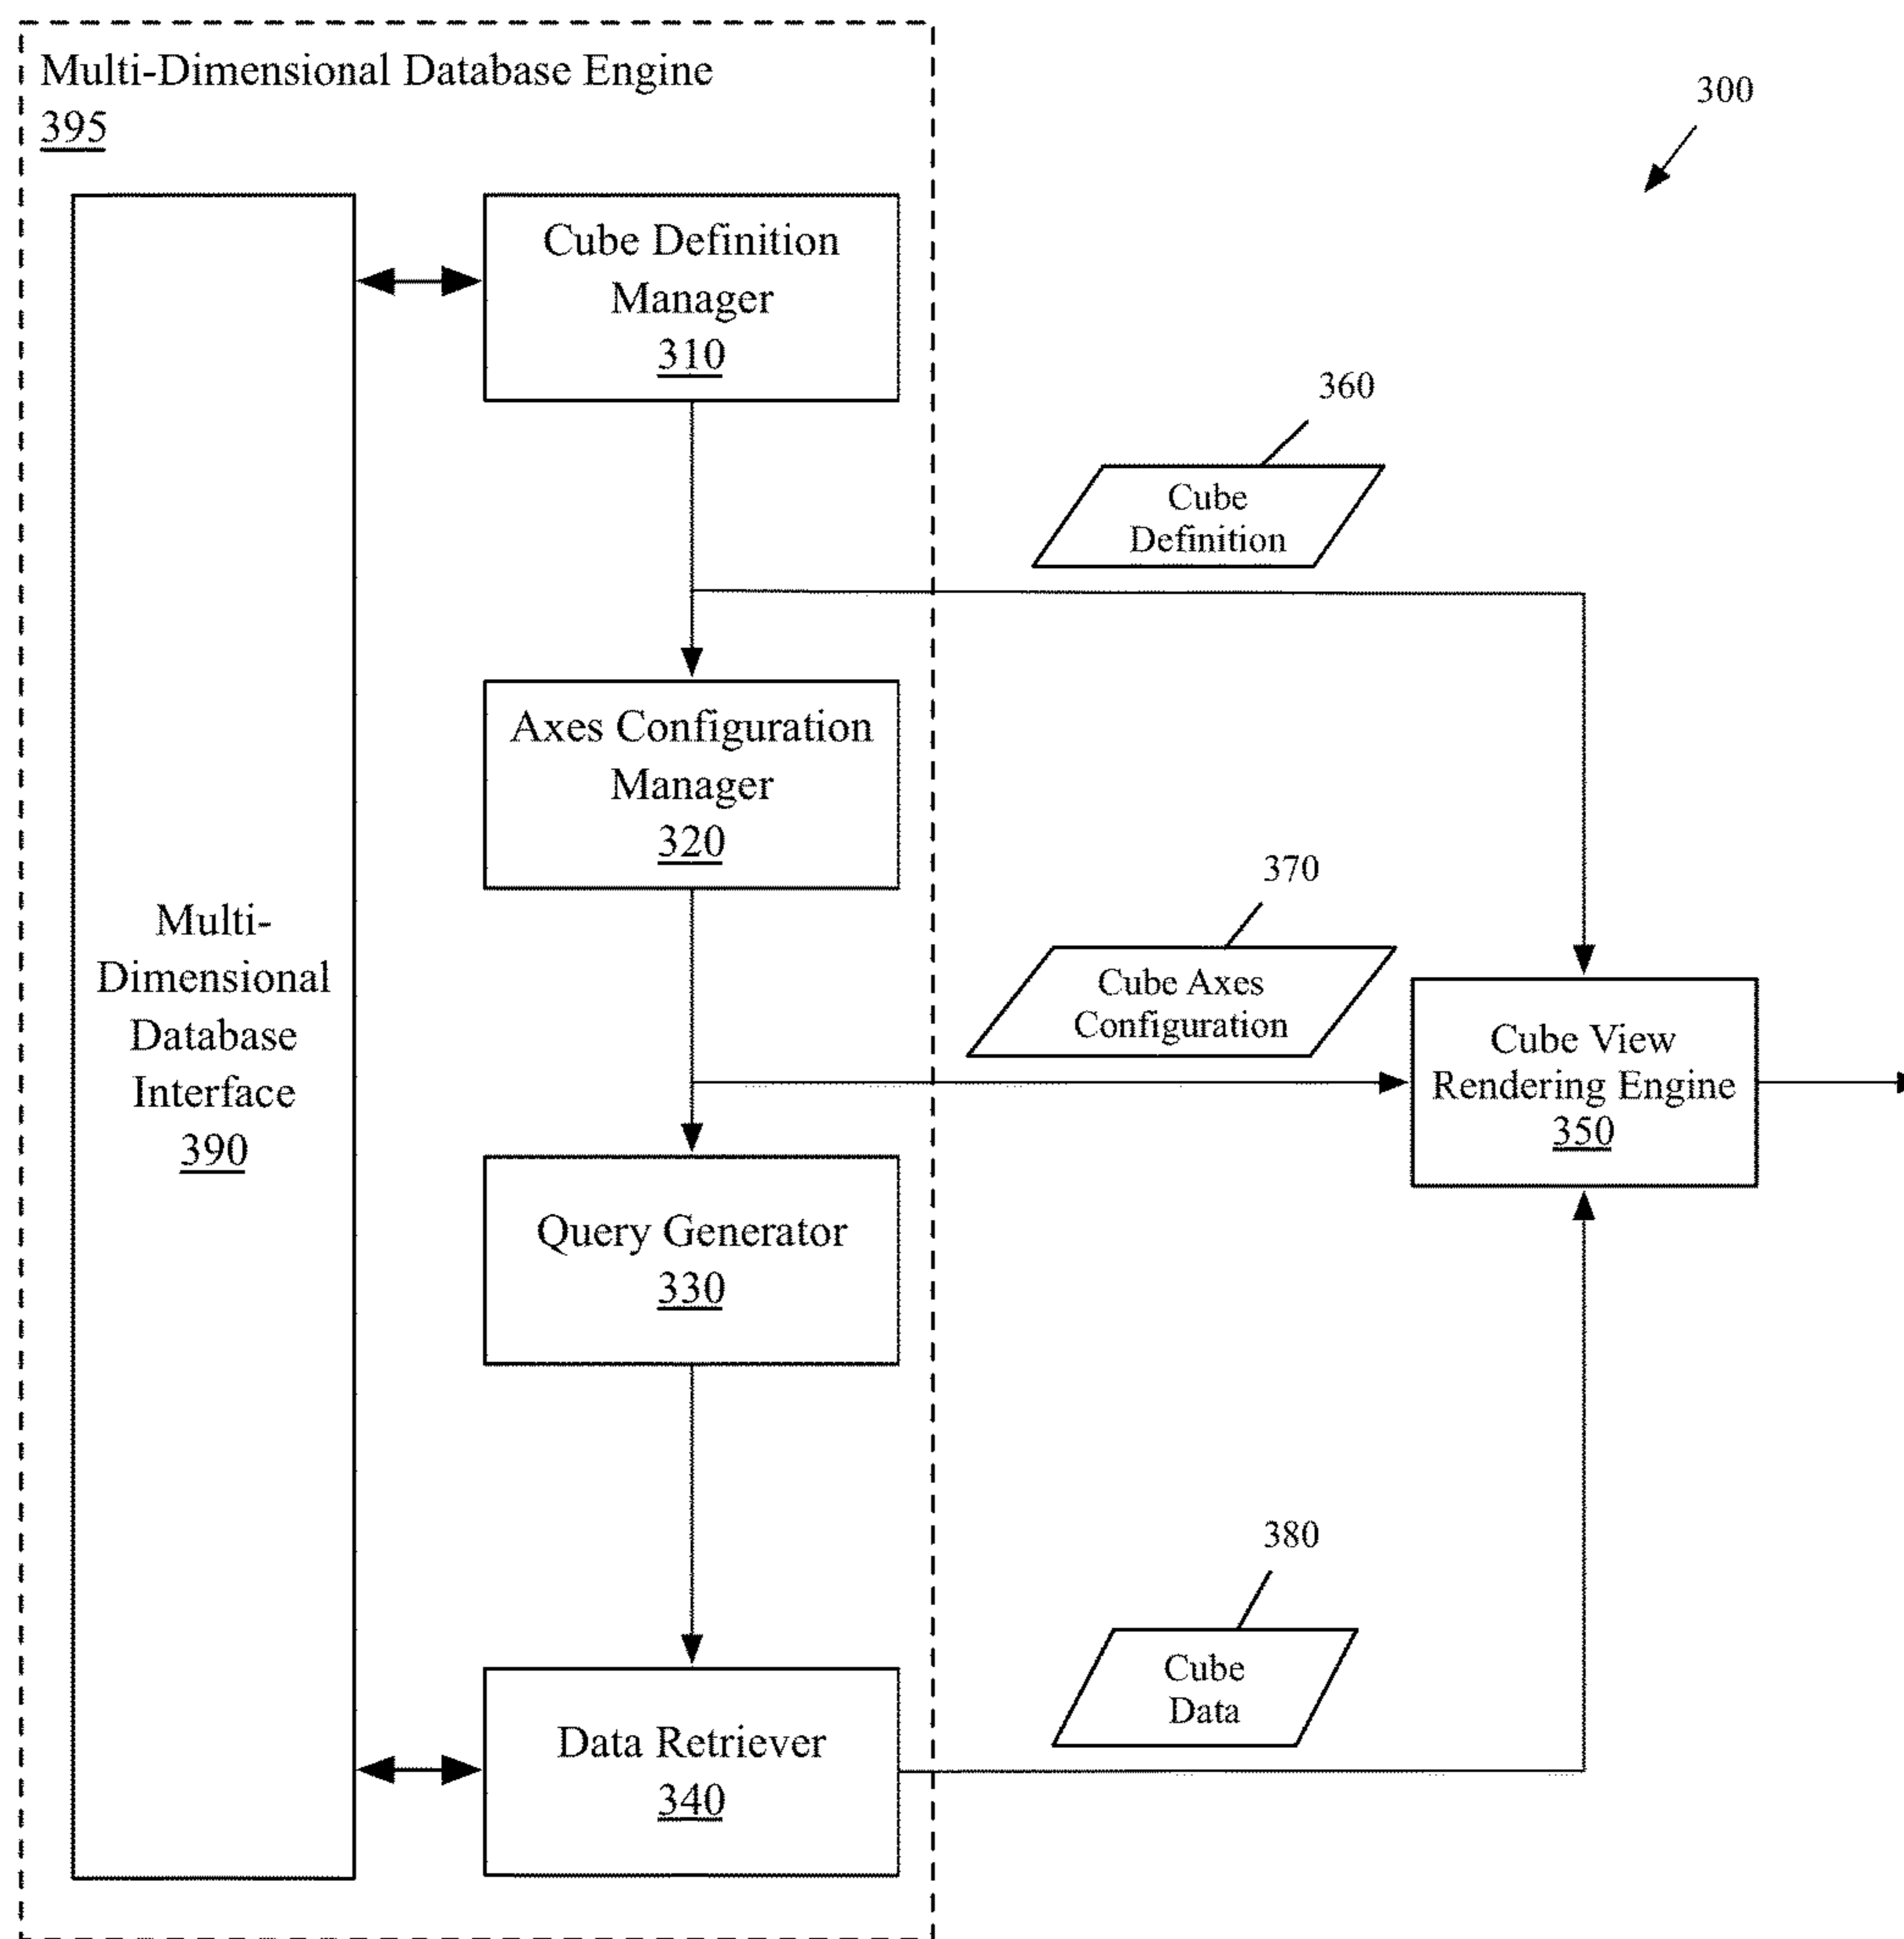 Multi-Dimensional Database Engine
395
300
Cube Definition
Manager
310
360
Cube
Definition
Axes Configuration
Manager
320
370
Cube Axes
Configuration
Multi-
Dimensional
Database
Interface
390
Cube View
Rendering Engine
350
Query Generator
330
380
Cube
Data
Data Retriever
340